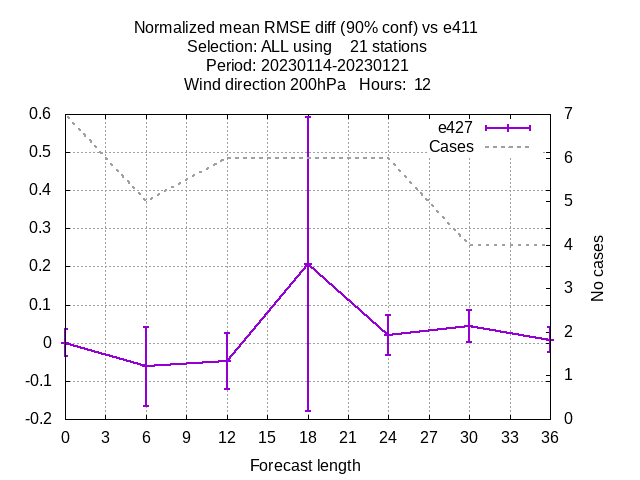 Normalized mean RMSE diff (90% conf) vs e411
Selection: ALL using    21 stations
Period: 20230114-20230121
Wind direction 200hPa   Hours:  12
e427
Cases
0.6
0.5
0.4
0.3
0.2
0.1
0
-0.1
-0.2
7
6
5
4
3
2
1
0
No cases
0 3 6 9 12 15 18 21 24 27 30 33 36
Forecast length